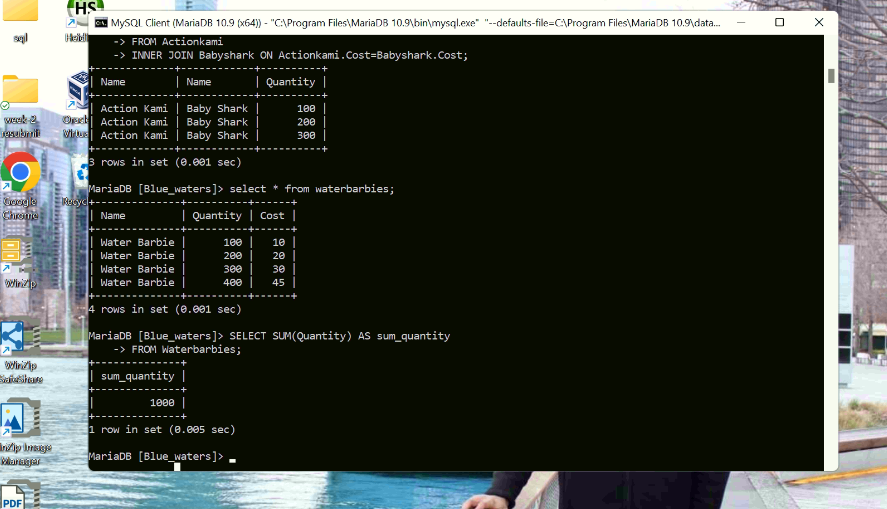 sql
HS
Heidi
week-2
resubmit
Orac
Virtua
Google
Chrome
Recyc
WinZip
WinZip
SafeShare
Zip Image
Manager
PDF
MySQL Client (MariaDB 10.9 (x64)) - "C:\Program Files\MariaDB 10.9\bin\mysql.exe" "--defaults-file=C:\Program Files\MariaDB 10.9\data...
    -> FROM Actionkami
    -> INNER JOIN Babyshark ON Actionkami.Cost=Babyshark.Cost;
+-------------+------------+----------+
| Name        | Name       | Quantity |
+-------------+------------+----------+
| Action Kami | Baby Shark |      100 |
| Action Kami | Baby Shark |      200 |
| Action Kami | Baby Shark |      300 |
+-------------+------------+----------+
3 rows in set (0.001 sec)
MariaDB [Blue_waters]> select * from waterbarbies;
+--------------+----------+------+
| Name         | Quantity | Cost |
+--------------+----------+------+
| Water Barbie |      100 |   10 |
| Water Barbie |      200 |   20 |
| Water Barbie |      300 |   30 |
| Water Barbie |      400 |   45 |
+--------------+----------+------+
4 rows in set (0.001 sec)
MariaDB [Blue_waters]> SELECT SUM(Quantity) AS sum_quantity
    -> FROM Waterbarbies;
+--------------+
| sum_quantity |
+--------------+
|         1000 |
+--------------+
1 row in set (0.005 sec)
MariaDB [Blue_waters]> _